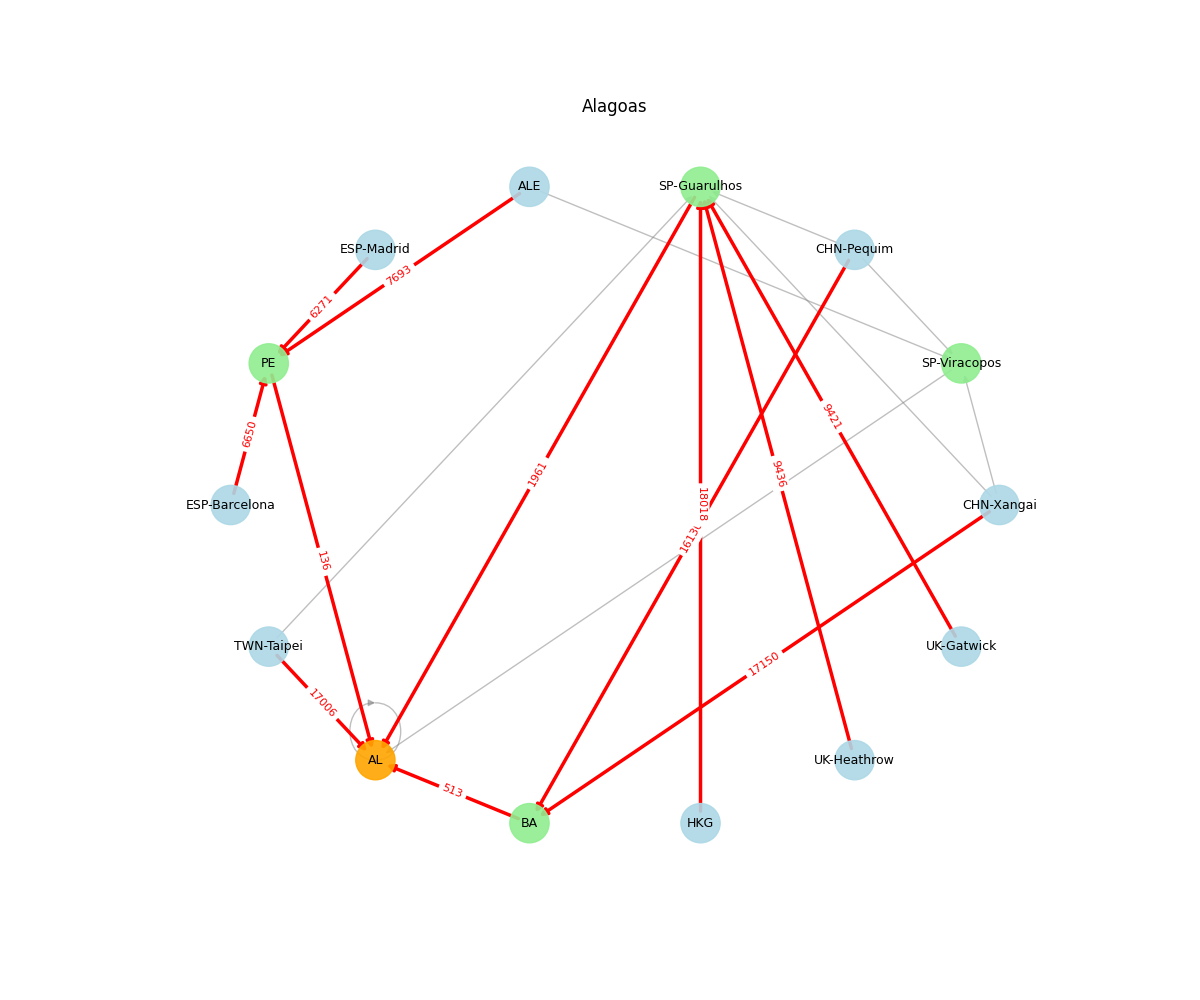 Alagoas
ALE
SP-Guarulhos
ESP-Madrid
CHN-Pequim
7693
6271
PE
SP-Viracopos
9421
6650
1961
9436
ESP-Barcelona
18018
CHN-Xangai
136
TWN-Taipei
UK-Gatwick
17150
17006
AL
UK-Heathrow
513
BA
HKG